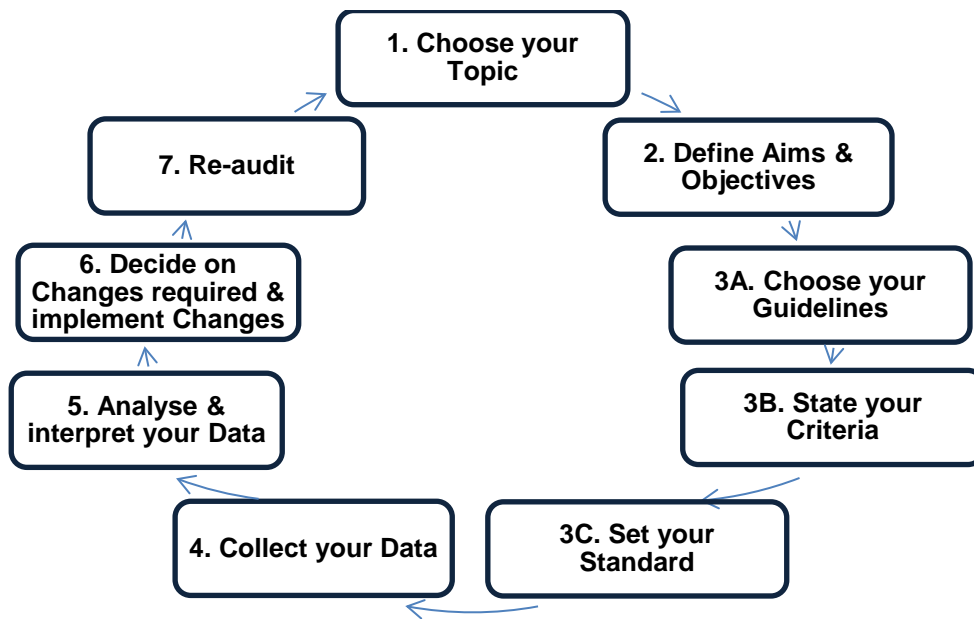 1. Choose your
Topic
2. Define Aims &
Objectives
3A. Choose your
Guidelines
3B. State your
Criteria
3C. Set your
Standard
4. Collect your Data
5. Analyse &
interpret your Data
6. Decide on
Changes required &
implement Changes
7. Re-audit